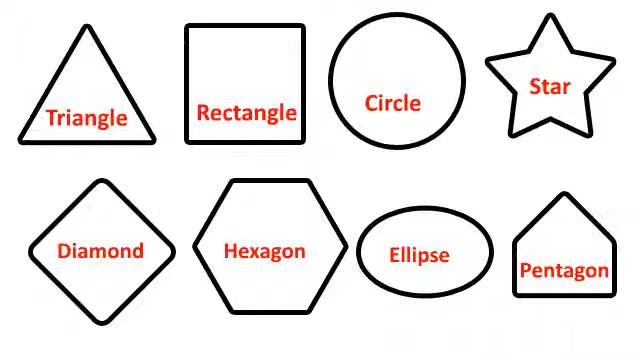 Triangle
Rectangle
Circle
Star
Diamond
Hexagon
Ellipse
Pentagon